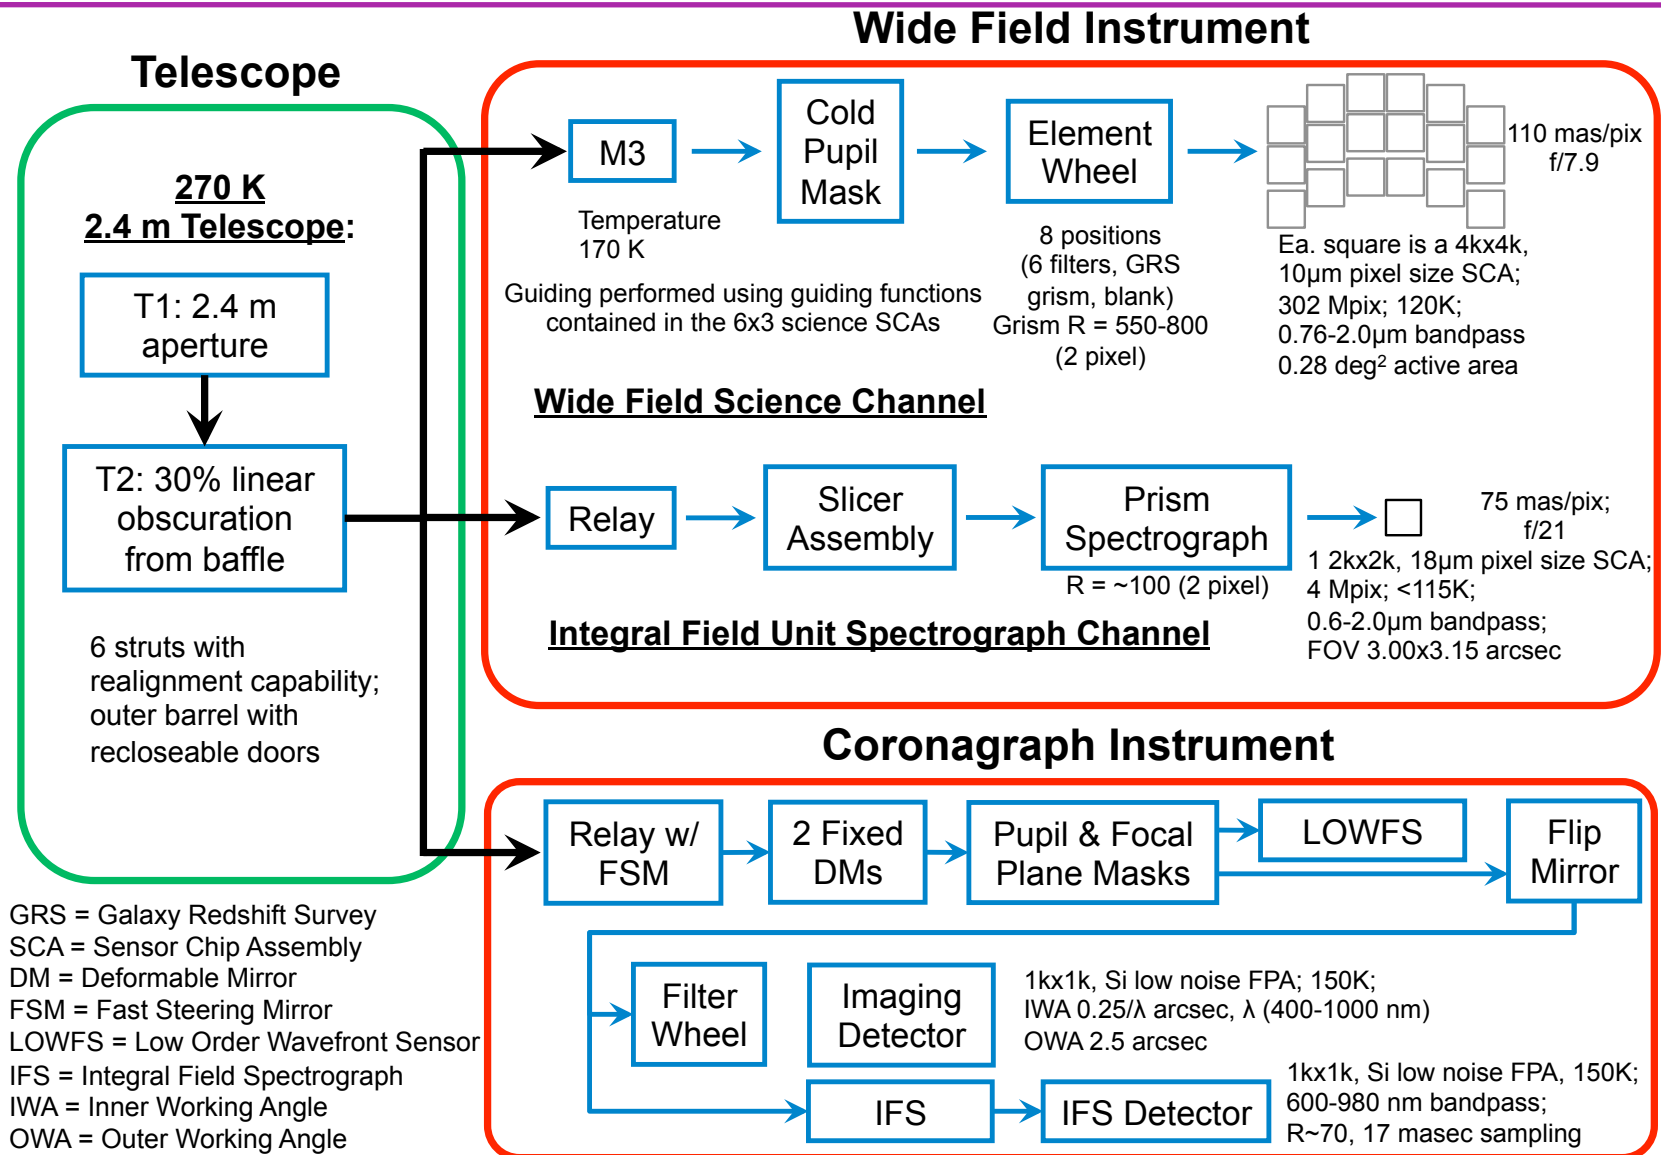 Wide Field Instrument
Telescope
270 K
2.4 m Telescope:
T1: 2.4 m
aperture
T2: 30% linear
obscuration
from baffle
6 struts with
realignment capability;
outer barrel with
recloseable doors
M3
Temperature
170 K
Cold
Pupil
Mask
Element
Wheel
8 positions
(6 filters, GRS
grism, blank)
Grism R = 550-800
(2 pixel)
110 mas/pix
f/7.9
Ea. square is a 4kx4k,
10µm pixel size SCA;
302 Mpix; 120K;
0.76-2.0µm bandpass
0.28 deg² active area
Guiding performed using guiding functions
contained in the 6x3 science SCAs
Wide Field Science Channel
Relay
Slicer
Assembly
Prism
Spectrograph
R = ~100 (2 pixel)
75 mas/pix;
f/21
1 2kx2k, 18µm pixel size SCA;
4 Mpix; <115K;
0.6-2.0µm bandpass;
FOV 3.00x3.15 arcsec
Integral Field Unit Spectrograph Channel
Coronagraph Instrument
Relay w/
FSM
2 Fixed
DMs
Pupil & Focal
Plane Masks
LOWFS
Flip
Mirror
Filter
Wheel
Imaging
Detector
1kx1k, Si low noise FPA; 150K;
IWA 0.25/λ arcsec, λ (400-1000 nm)
OWA 2.5 arcsec
IFS
IFS Detector
1kx1k, Si low noise FPA, 150K;
600-980 nm bandpass;
R~70, 17 masec sampling
GRS = Galaxy Redshift Survey
SCA = Sensor Chip Assembly
DM = Deformable Mirror
FSM = Fast Steering Mirror
LOWFS = Low Order Wavefront Sensor
IFS = Integral Field Spectrograph
IWA = Inner Working Angle
OWA = Outer Working Angle